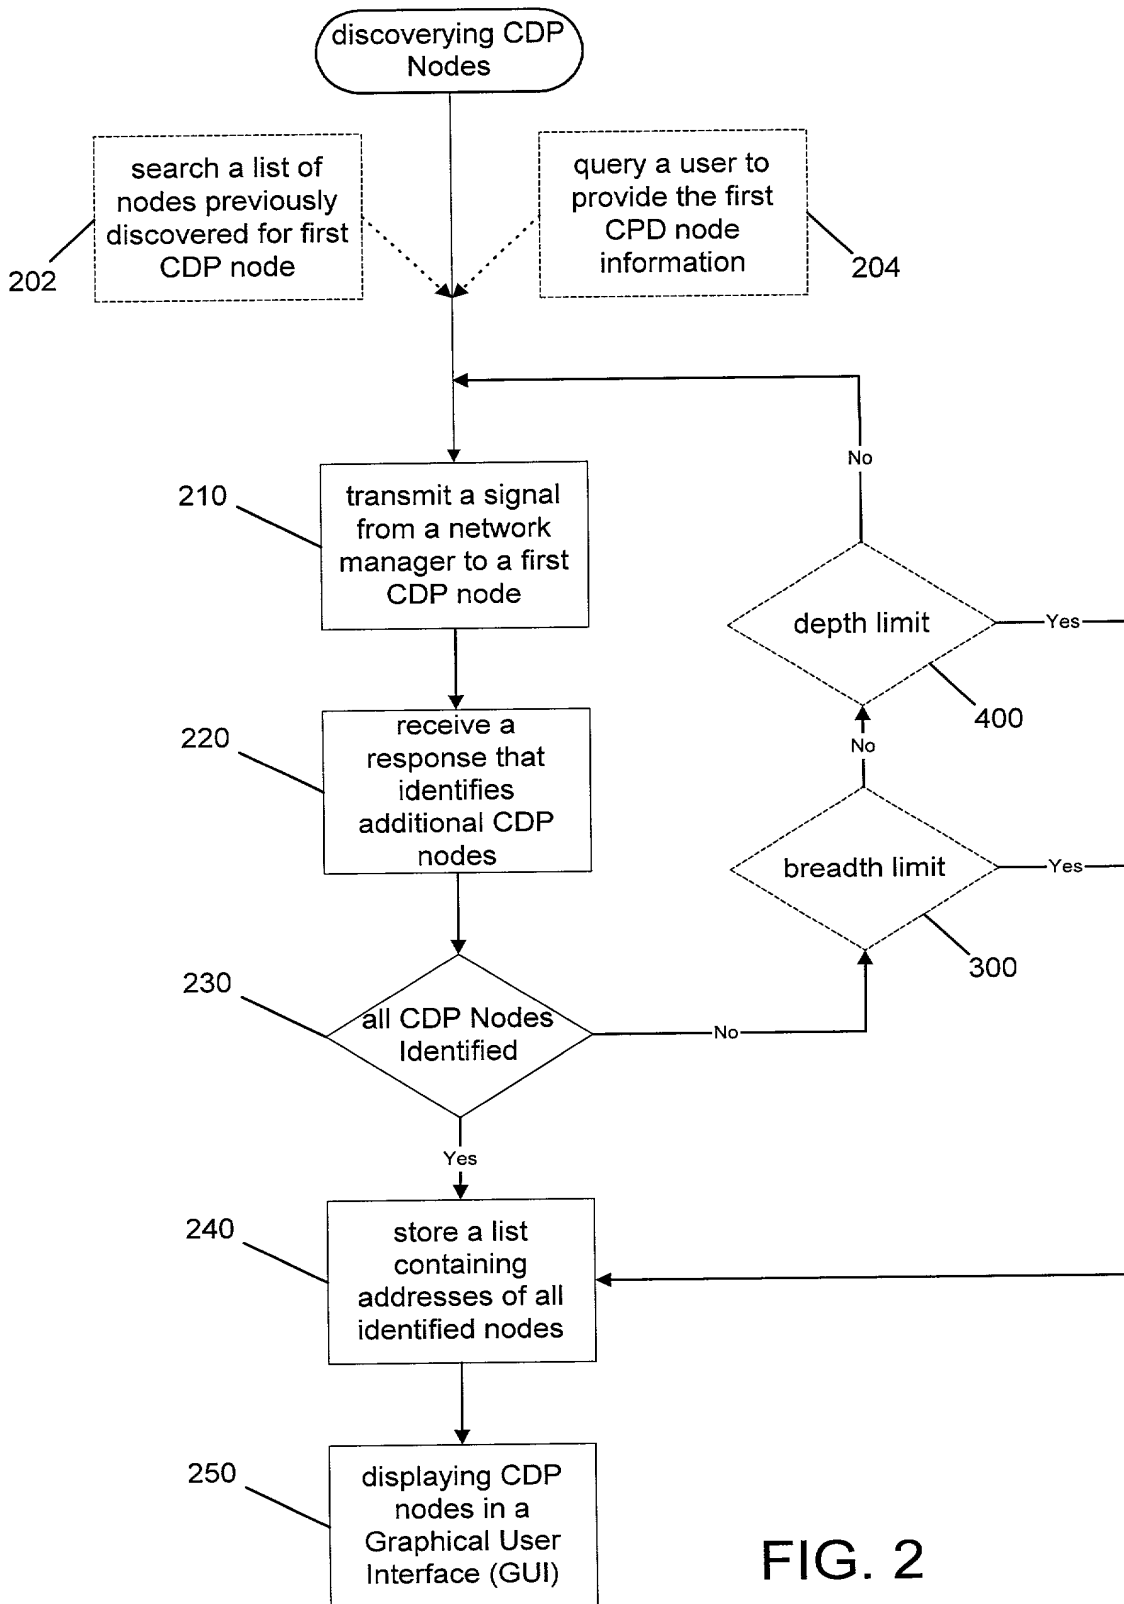 discoverying CDP
Nodes
search a list of
nodes previously
discovered for first
CDP node
202
query a user to
provide the first
CPD node
information
204
No
210
transmit a signal
from a network
manager to a first
CDP node
depth limit
Yes
400
220
receive a
response that
identifies
additional CDP
nodes
No
breadth limit
Yes
300
230
all CDP Nodes
Identified
No
Yes
240
store a list
containing
addresses of all
identified nodes
250
displaying CDP
nodes in a
Graphical User
Interface (GUI)
FIG. 2